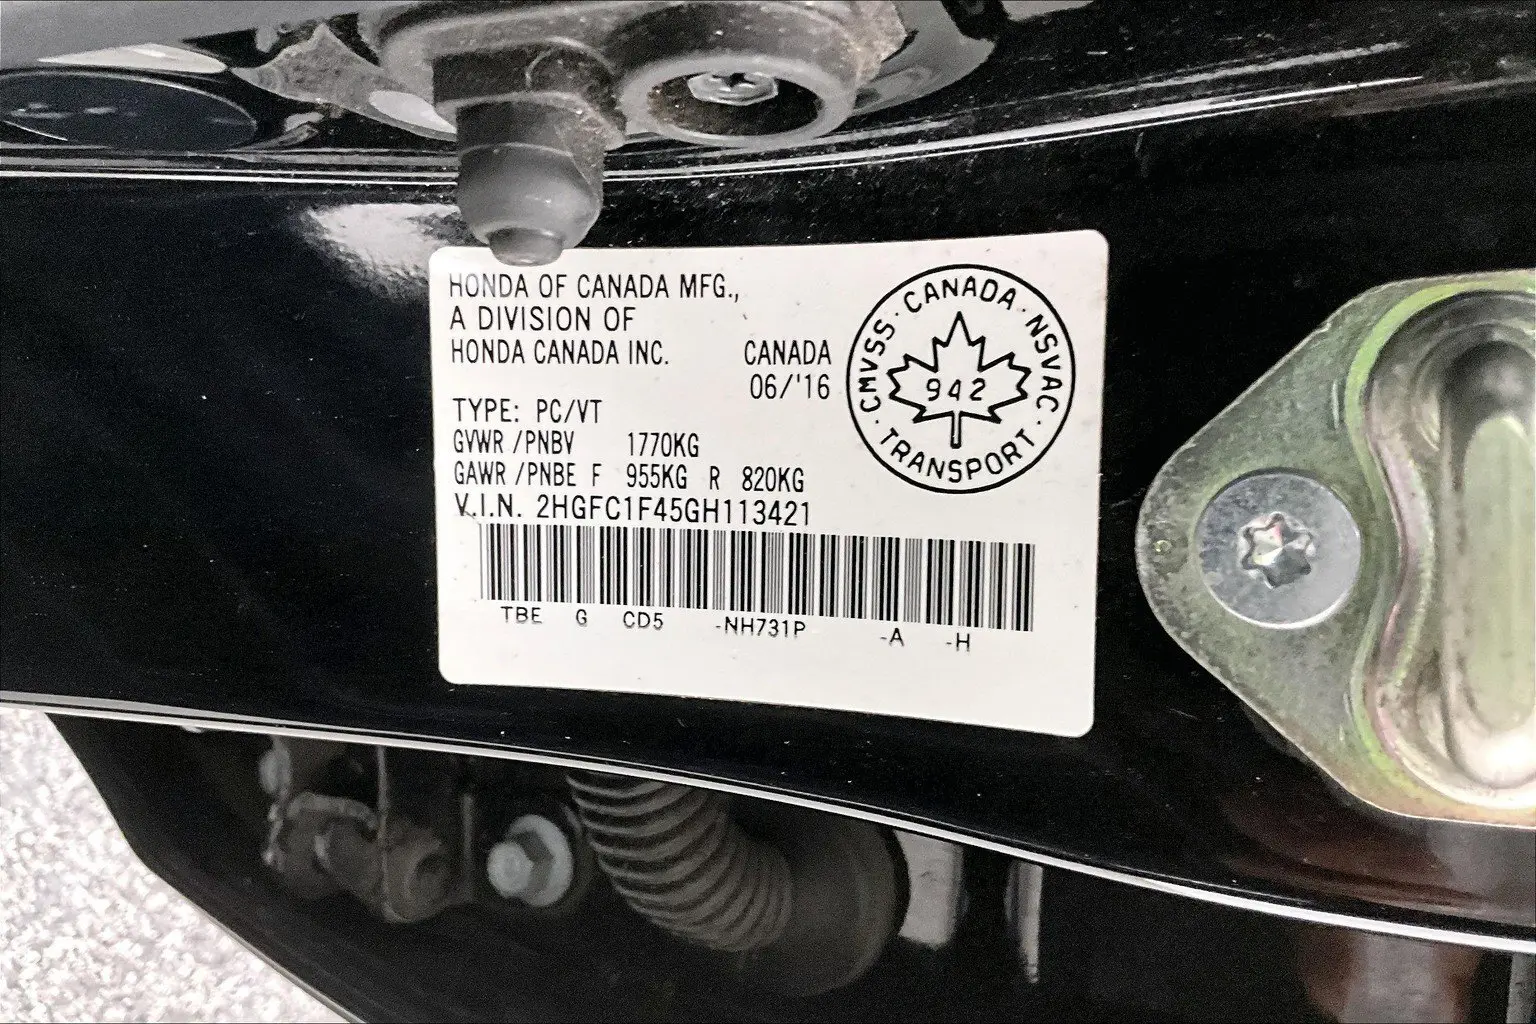 HONDA OF CANADA MFG.,
A DIVISION OF
HONDA CANADA INC.
CANADA
06/'16
TYPE: PC/VT
GVWR /PNBV 1770KG
GAWR /PNBE F 955KG R 820KG
V.I.N. 2HGFC1F45GH113421
TBE G CD5 -NH731P -A -H
CMVSS · CANADA · NSVAC · TRANSPORT ·
942